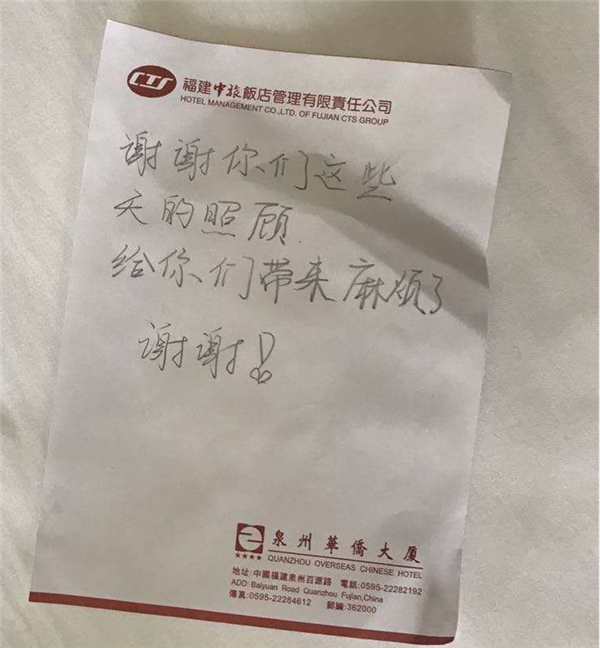 CTS 福建中旅飯店管理有限責任公司
HOTEL MANAGEMENT CO.,LTD. OF FUJIAN CTS GROUP
谢谢你们这些
天的照顾
给你们带来麻烦了
谢谢!
泉州華僑大廈
QUANZHOU OVERSEAS CHINESE HOTEL
地址:中國福建泉州百源路 電話:0595-22282192
ADD: Baiyuan Road Quanzhou Fujian,China
傳真:0595-22284612 郵編:362000